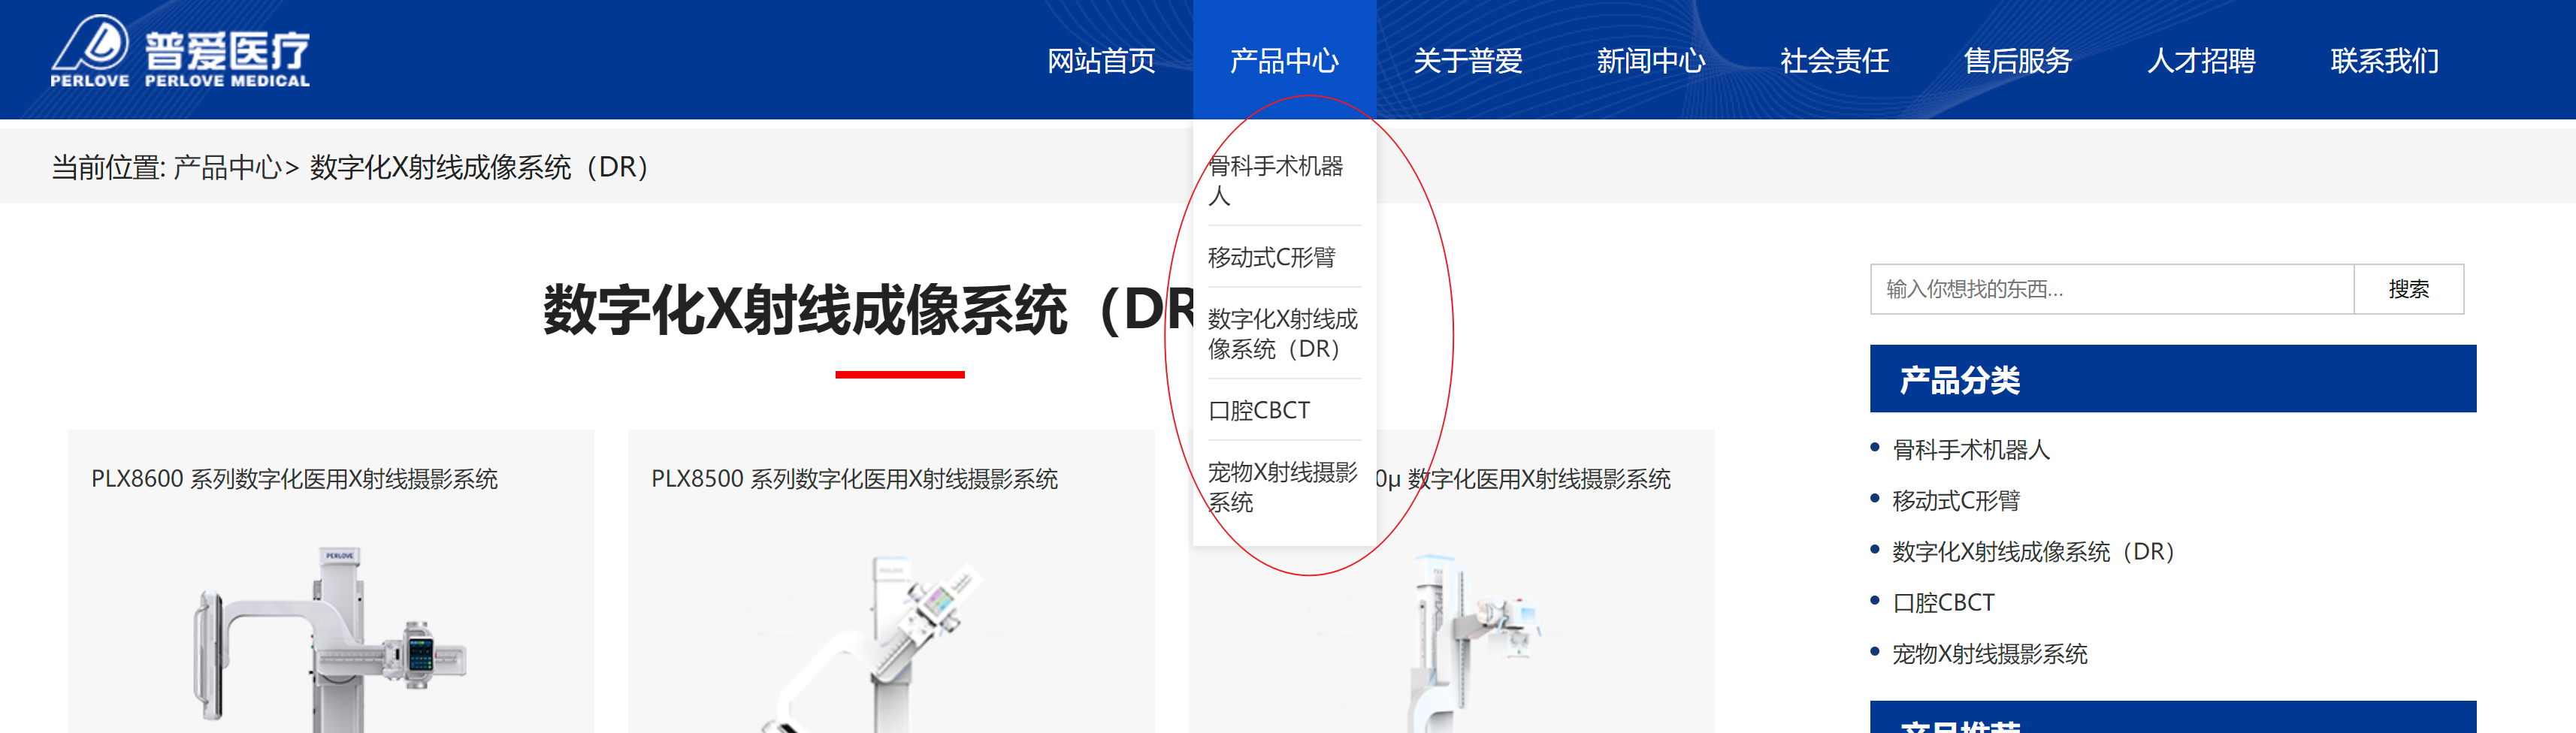 普爱医疗
PERLOVE PERLOVE MEDICAL
网站首页
产品中心
关于普爱
新闻中心
社会责任
售后服务
人才招聘
联系我们
当前位置: 产品中心> 数字化X射线成像系统（DR）
骨科手术机器
人
移动式C形臂
数字化X射线成
像系统（DR）
口腔CBCT
宠物X射线摄影
系统
数字化X射线成像系统（DR
PLX8600 系列数字化医用X射线摄影系统
PERLOVE
PLX8500 系列数字化医用X射线摄影系统
0μ 数字化医用X射线摄影系统
输入你想找的东西...
搜索
产品分类
骨科手术机器人
移动式C形臂
数字化X射线成像系统（DR）
口腔CBCT
宠物X射线摄影系统
产品推荐